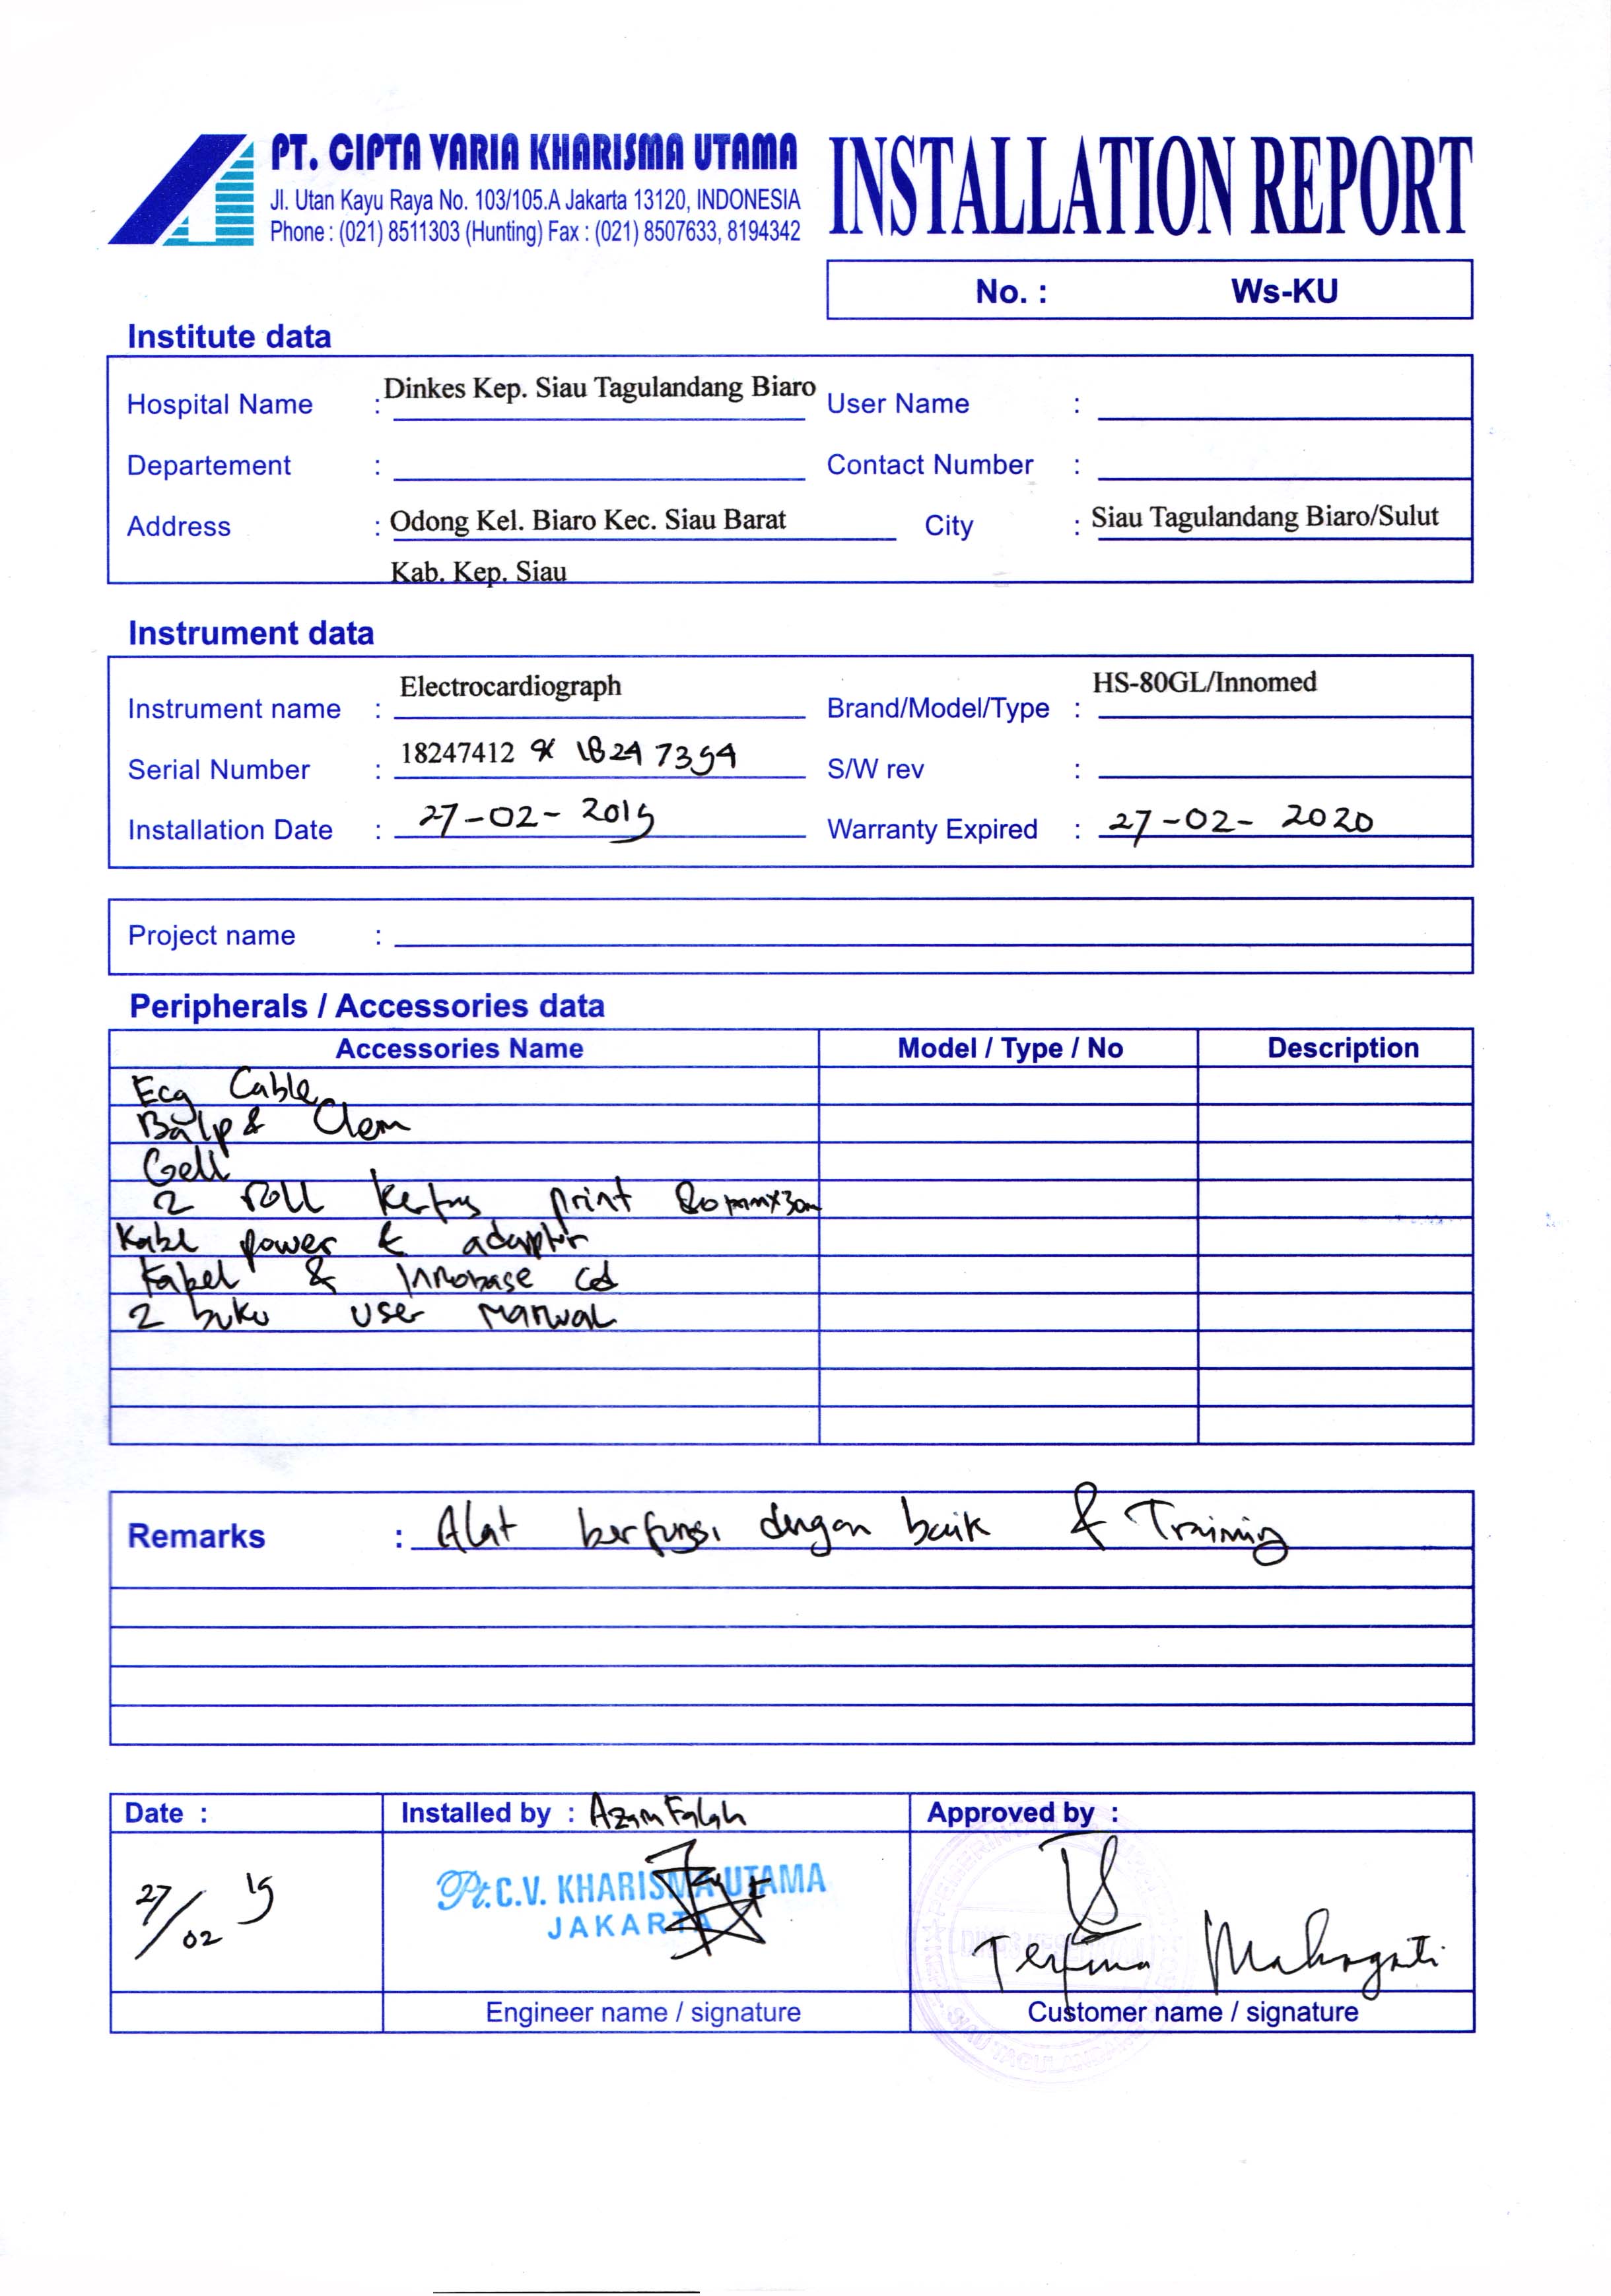 PT. CIPTA VARIA KHARISMA UTAMA
Jl. Utan Kayu Raya No. 103/105.A Jakarta 13120, INDONESIA
Phone : (021) 8511303 (Hunting) Fax : (021) 8507633, 8194342
INSTALLATION REPORT
No. : Ws-KU
Institute data
Hospital Name : Dinkes Kep. Siau Tagulandang Biaro User Name :
Departement : Contact Number :
Address : Odong Kel. Biaro Kec. Siau Barat City : Siau Tagulandang Biaro/Sulut
Kab. Kep. Siau
Instrument data
Instrument name : Electrocardiograph Brand/Model/Type : HS-80GL/Innomed
Serial Number : 18247412 & 18247394 S/W rev :
Installation Date : 27-02-2019 Warranty Expired : 27-02-2020
Project name :
Peripherals / Accessories data
Accessories Name Model / Type / No Description
Ecg Cable
Balp & Clem
Gell
2 roll kertas print 80mmx30m
Kabl power & adaptor
Kabel & Innobase cd
2 buku user manual
Remarks : Alat berfungsi dengan baik & Training
Date : Installed by : Azam Falah Approved by :
27/02 19
Pt. C.V. KHARISMA UTAMA
JAKARTA
Mahagati
Engineer name / signature Customer name / signature